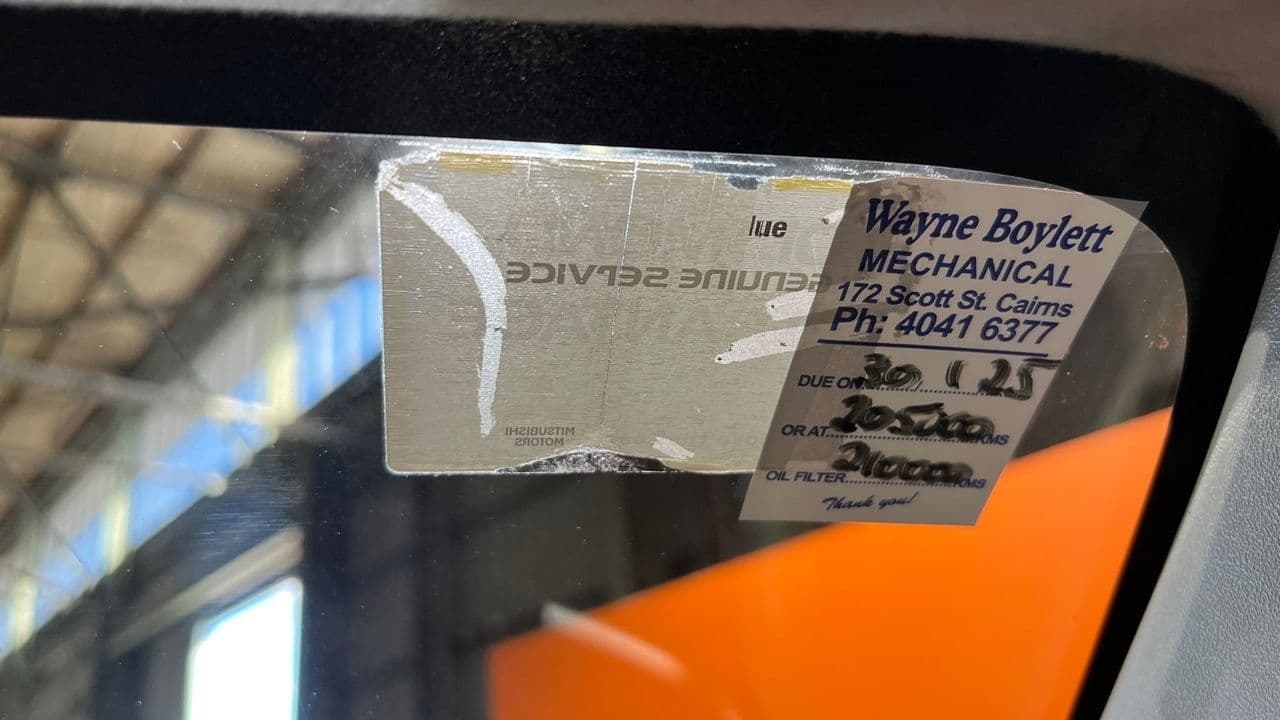 lue
GENUINE SERVICE
MITSUBISHI
MOTORS
Wayne Boylett
MECHANICAL
172 Scott St. Cairns
Ph: 4041 6377
DUE ON 30/1 25
OR AT 205000 KMS
OIL FILTER 210000 KMS
Thank you!